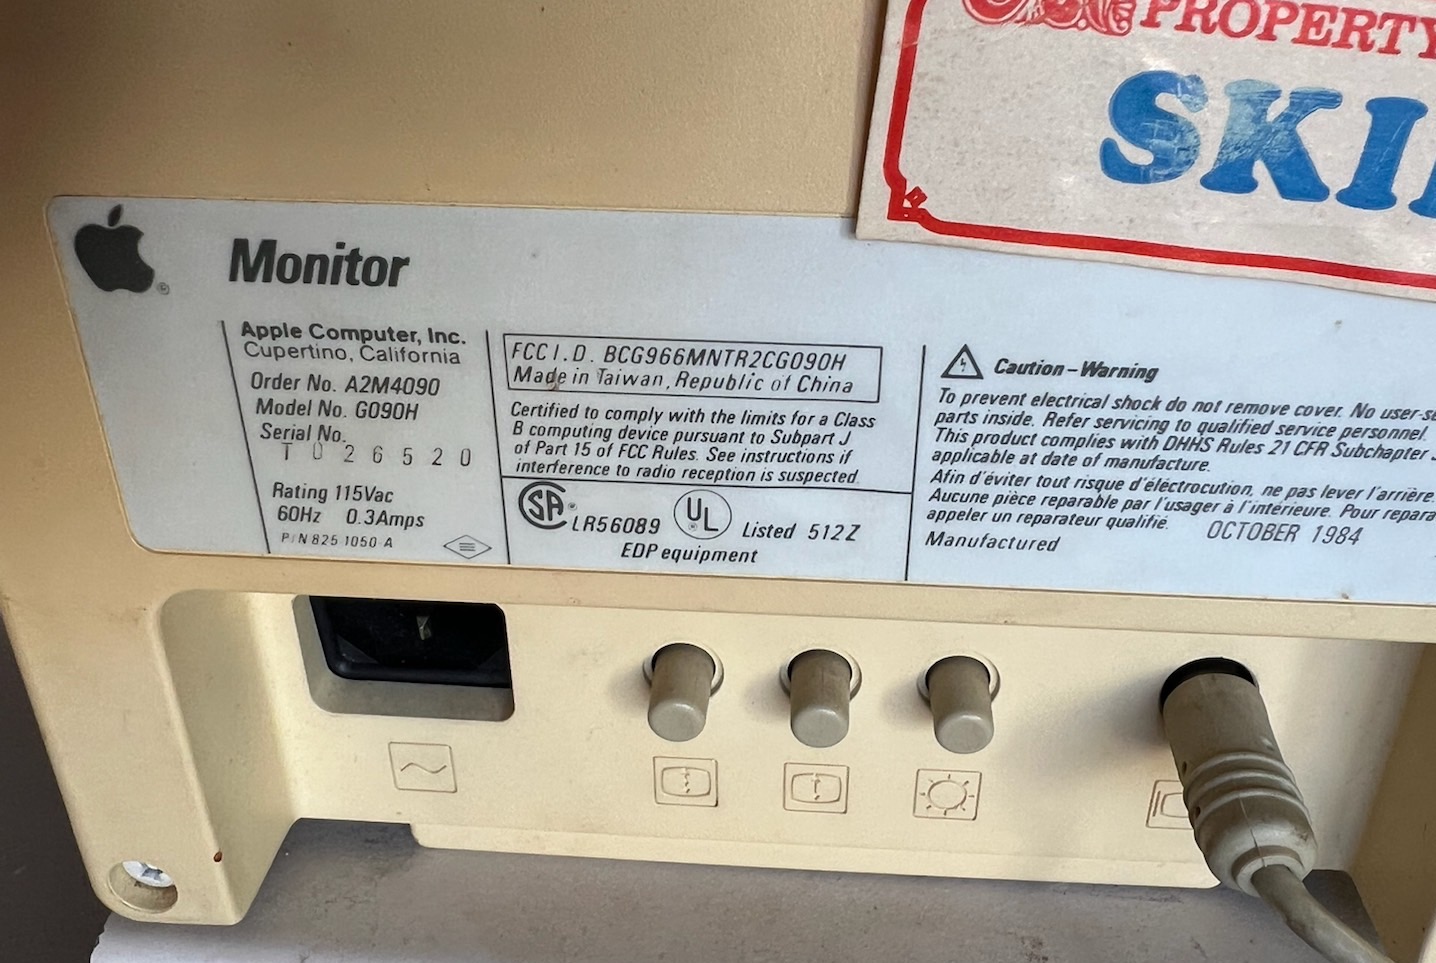 PROPERTY
SKI
Monitor
Apple Computer, Inc.
Cupertino, California
Order No. A2M4090
Model No. G090H
Serial No.
T026520
Rating 115Vac
60Hz 0.3Amps
P/N 825-1050-A
FCC I.D. BCG966MNTR2CG090H
Made in Taiwan, Republic of China
Certified to comply with the limits for a Class
B computing device pursuant to Subpart J
of Part 15 of FCC Rules. See instructions if
interference to radio reception is suspected.
SA ® LR56089 UL Listed 512Z
EDP equipment
Caution–Warning
To prevent electrical shock do not remove cover. No user-se
parts inside. Refer servicing to qualified service personnel.
This product complies with DHHS Rules 21 CFR Subchapter J
applicable at date of manufacture.
Afin d'éviter tout risque d'éléctrocution, ne pas lever l'arrière.
Aucune pièce reparable par l'usager à l'intérieure. Pour repara
appeler un reparateur qualifié.
Manufactured OCTOBER 1984